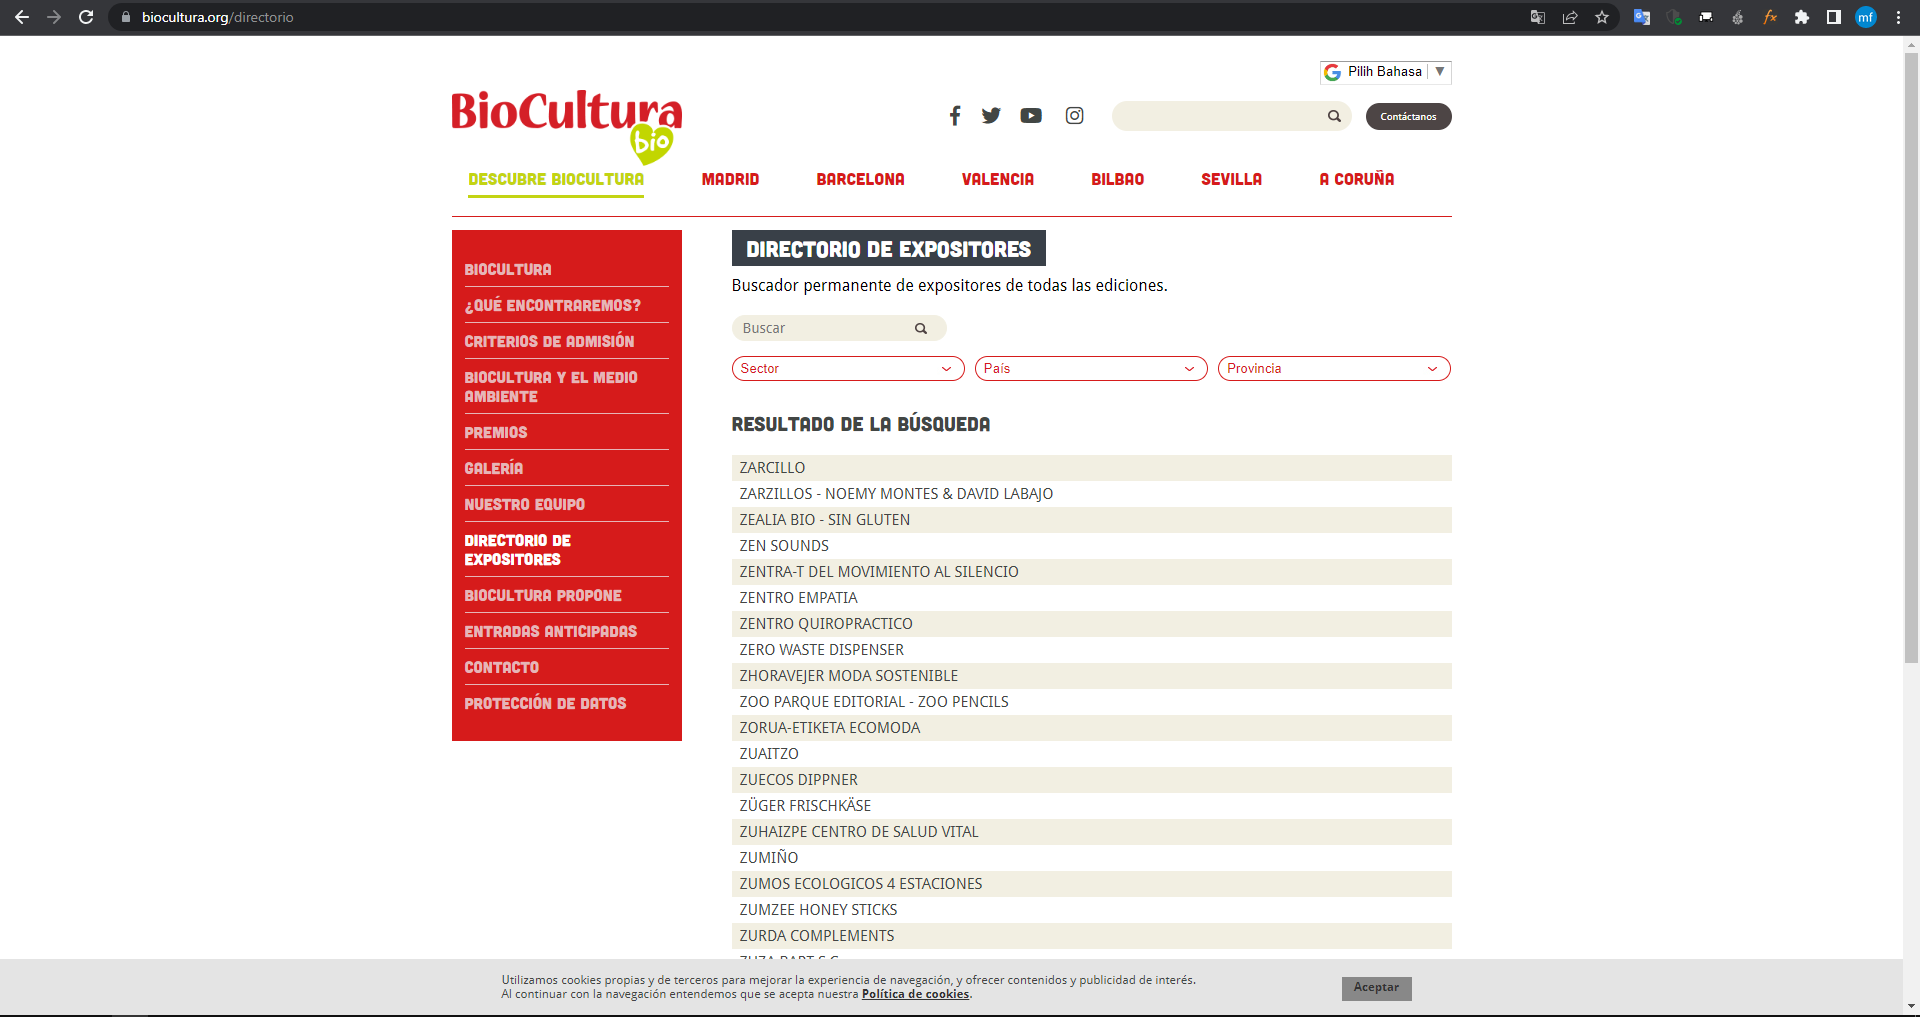 biocultura.org/directorio
mf
Pilih Bahasa ▼
BioCultura
bio
Contáctanos
DESCUBRE BIOCULTURA MADRID BARCELONA VALENCIA BILBAO SEVILLA A CORUÑA
BIOCULTURA
¿QUÉ ENCONTRAREMOS?
CRITERIOS DE ADMISIÓN
BIOCULTURA Y EL MEDIO
AMBIENTE
PREMIOS
GALERÍA
NUESTRO EQUIPO
DIRECTORIO DE
EXPOSITORES
BIOCULTURA PROPONE
ENTRADAS ANTICIPADAS
CONTACTO
PROTECCIÓN DE DATOS
DIRECTORIO DE EXPOSITORES
Buscador permanente de expositores de todas las ediciones.
Buscar
Sector País Provincia
RESULTADO DE LA BÚSQUEDA
ZARCILLO
ZARZILLOS - NOEMY MONTES & DAVID LABAJO
ZEALIA BIO - SIN GLUTEN
ZEN SOUNDS
ZENTRA-T DEL MOVIMIENTO AL SILENCIO
ZENTRO EMPATIA
ZENTRO QUIROPRACTICO
ZERO WASTE DISPENSER
ZHORAVEJER MODA SOSTENIBLE
ZOO PARQUE EDITORIAL - ZOO PENCILS
ZORUA-ETIKETA ECOMODA
ZUAITZO
ZUECOS DIPPNER
ZÜGER FRISCHKÄSE
ZUHAIZPE CENTRO DE SALUD VITAL
ZUMIÑO
ZUMOS ECOLOGICOS 4 ESTACIONES
ZUMZEE HONEY STICKS
ZURDA COMPLEMENTS
Utilizamos cookies propias y de terceros para mejorar la experiencia de navegación, y ofrecer contenidos y publicidad de interés.
Al continuar con la navegación entendemos que se acepta nuestra Política de cookies.
Aceptar